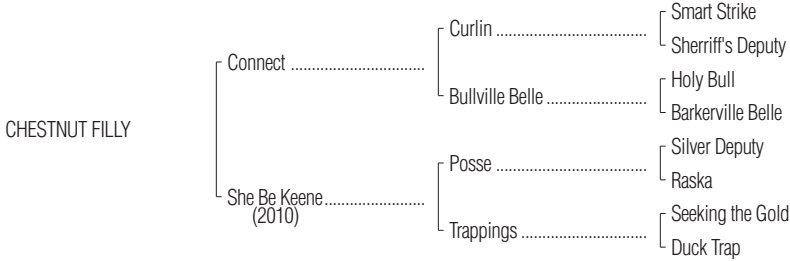 Smart Strike
Curlin ....................................
Sherriff's Deputy
Connect ................................
Holy Bull
Bullville Belle ........................
Barkerville Belle
CHESTNUT FILLY
Silver Deputy
Posse ....................................
Raska
She Be Keene........................
(2010)
Seeking the Gold
Trappings ..............................
Duck Trap